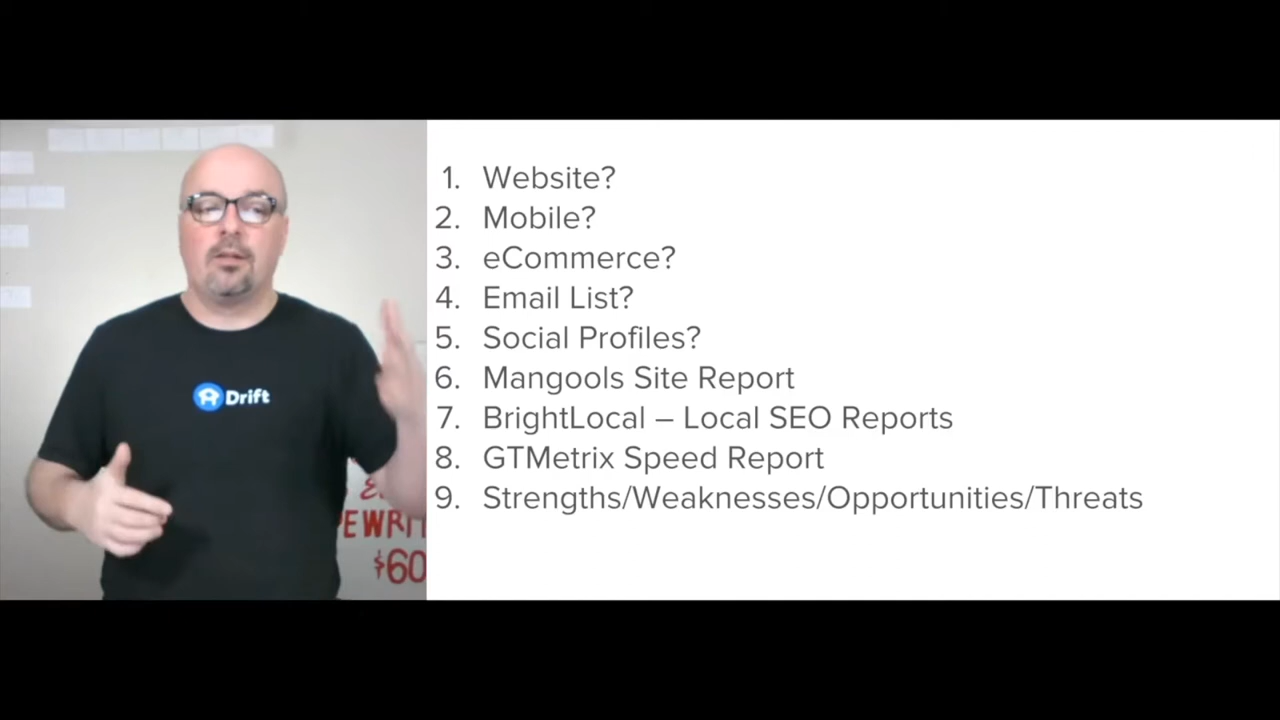 1. Website?
2. Mobile?
3. eCommerce?
4. Email List?
5. Social Profiles?
6. Mangools Site Report
7. BrightLocal – Local SEO Reports
8. GTMetrix Speed Report
9. Strengths/Weaknesses/Opportunities/Threats
Drift
$60